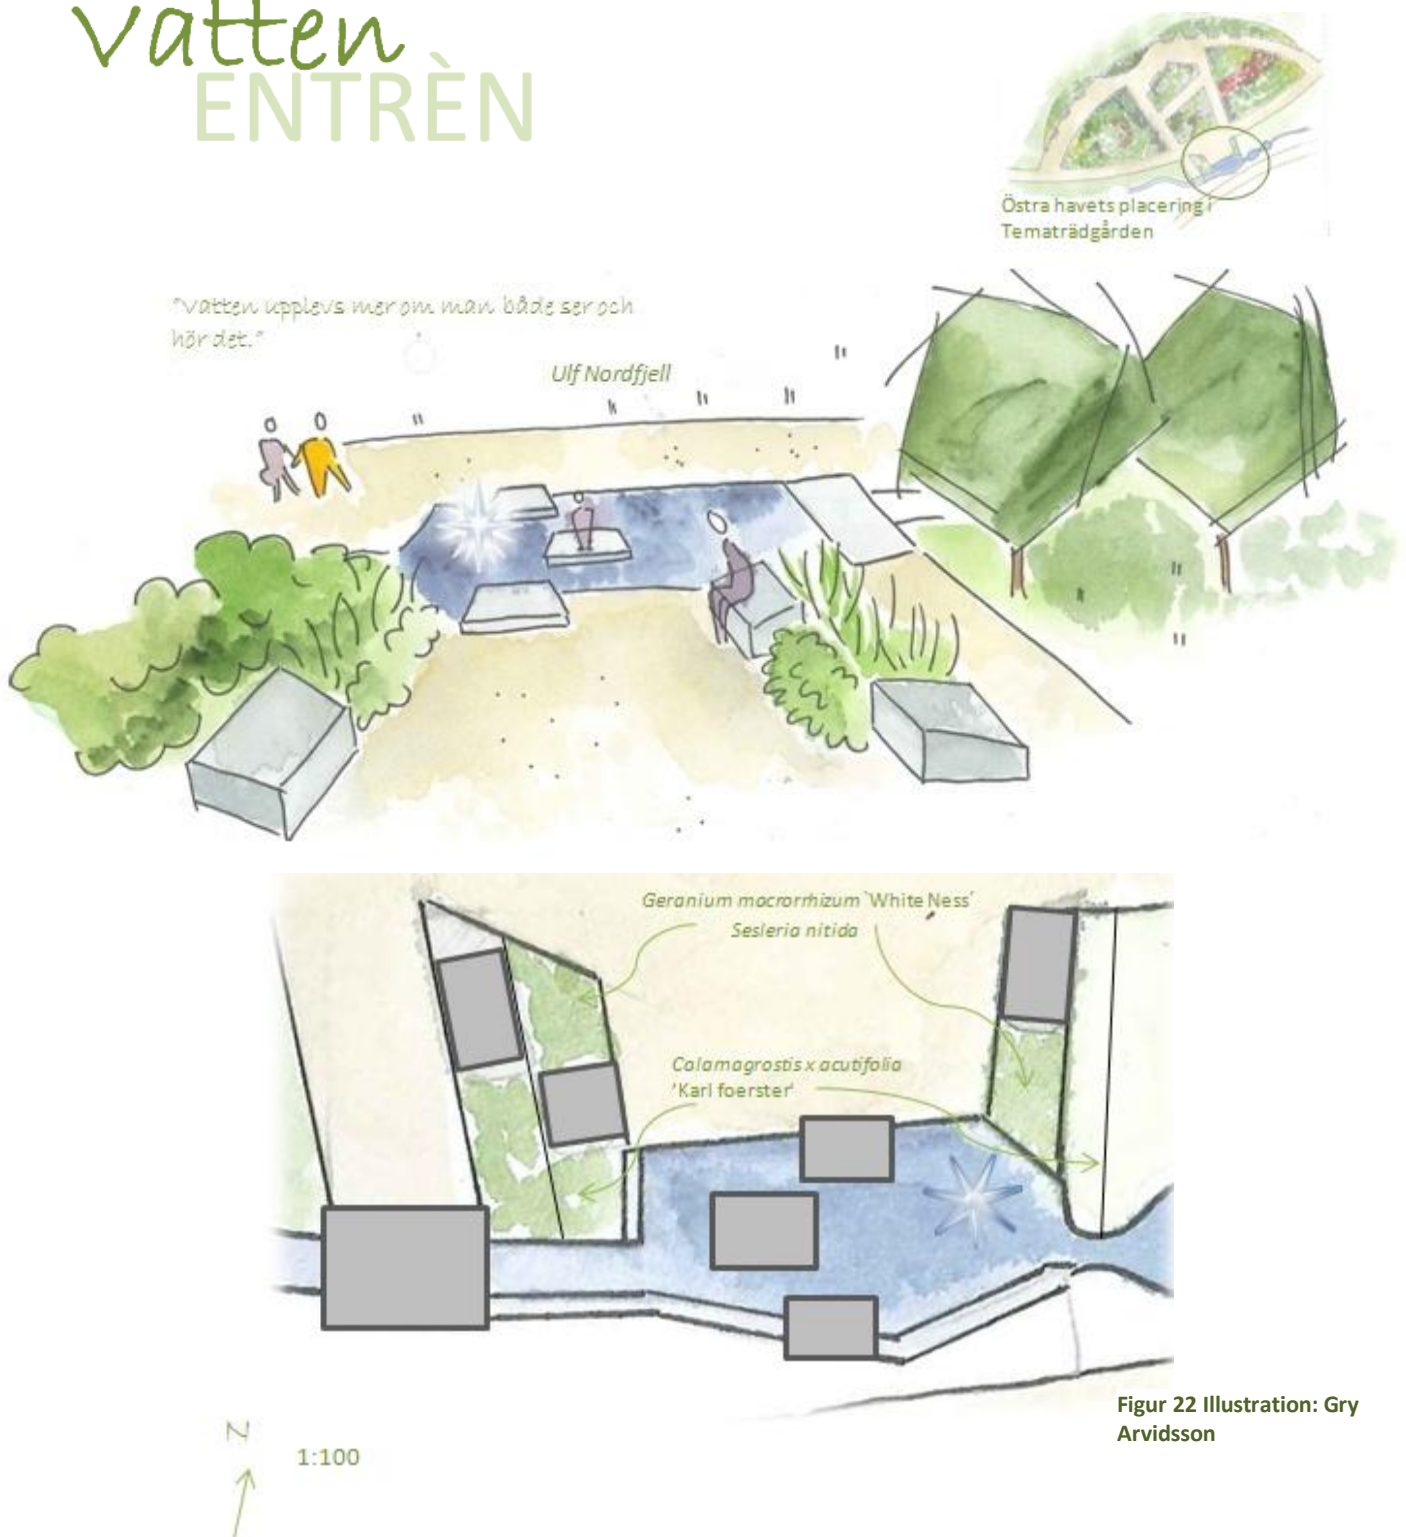 Vatten
ENTRÈN
Östra havets placering i
Tematrädgården
"Vatten upplevs mer om man både ser och
hör det."
Ulf Nordfjell
Geranium macrorrhizum ´White Ness´
Sesleria nitida
Calamagrostis x acutifolia
'Karl foerster'
Figur 22 Illustration: Gry
Arvidsson
N
1:100